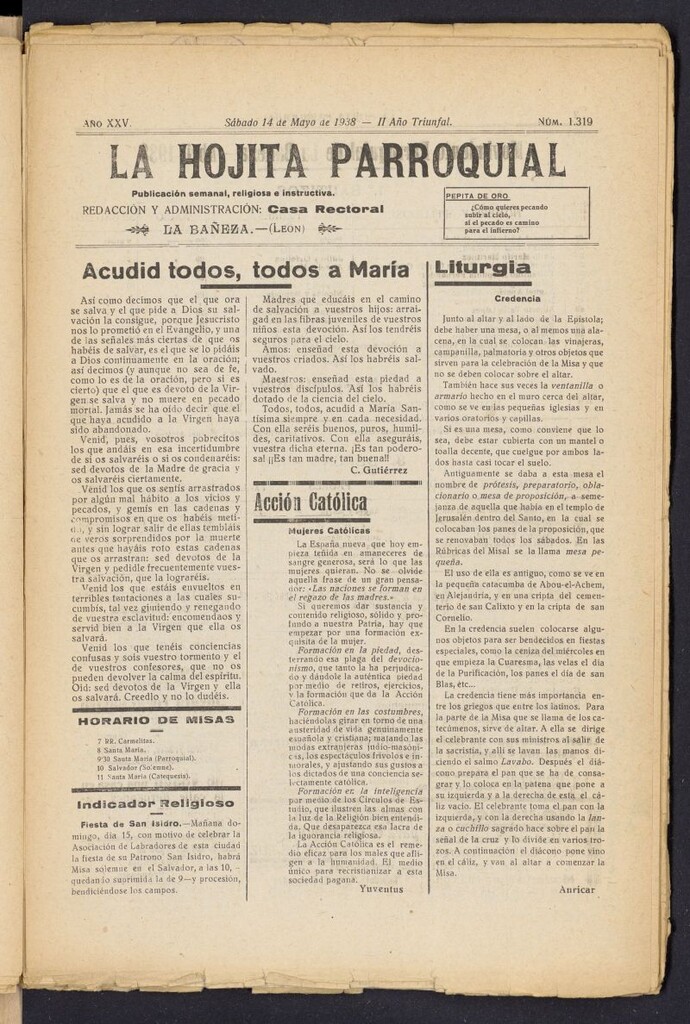 AÑO XXV.
Sábado 14 de Mayo de 1938 — II Año Triunfal.
NÚM. 1.319
LA HOJITA PARROQUIAL
Publicación semanal, religiosa e instructiva.
REDACCIÓN Y ADMINISTRACIÓN: Casa Rectoral
LA BAÑEZA.—(LEON)
PEPITA DE ORO
¿Cómo quieres pecando
subir al cielo,
si el pecado es camino
para el infierno?
Acudid todos, todos a María
Así como decimos que el que ora
se salva y el que pide a Dios su sal-
vación la consigue, porque Jesucristo
nos lo prometió en el Evangelio, y una
de las señales más ciertas de que os
habéis de salvar, es el que se lo pidáis
a Dios continuamente en la oración;
así decimos (y aunque no sea de fe,
como lo es de la oración, pero sí es
cierto) que el que es devoto de la Vir-
gen se salva y no muere en pecado
mortal. Jamás se ha oído decir que el
que haya acudido a la Virgen haya
sido abandonado.
Venid, pues, vosotros pobrecitos
los que andáis en esa incertidumbre
de si os salvaréis o si os condenaréis:
sed devotos de la Madre de gracia y
os salvaréis ciertamente.
Venid los que os sentís arrastrados
por algún mal hábito a los vicios y
pecados, y gemís en las cadenas y
compromisos en que os habéis meti-
do, y sin lograr salir de ellas tembláis
de veros sorprendidos por la muerte
antes que hayáis roto estas cadenas
que os arrastran: sed devotos de la
Virgen y pedidle frecuentemente vues-
tra salvación, que la lograréis.
Venid los que estáis envueltos en
terribles tentaciones a las cuales su-
cumbís, tal vez gimiendo y renegando
de vuestra esclavitud: encomendaos y
servid bien a la Virgen que ella os
salvará.
Venid los que tenéis conciencias
confusas y sois vuestro tormento y el
de vuestros confesores, que no os
pueden devolver la calma del espíritu.
Oid: sed devotos de la Virgen y ella
os salvará. Creedlo y no lo dudéis.
HORARIO DE MISAS
7 RR. Carmelitas.
8 Santa María.
9'30 Santa María (Parroquial).
10 Salvador (Solemne).
11 Santa María (Catequesis).
Indicador Religioso
Fiesta de San Isidro.—Mañana do-
mingo, día 15, con motivo de celebrar la
Asociación de Labradores de esta ciudad
la fiesta de su Patrono San Isidro, habrá
Misa solemne en el Salvador, a las 10, -
quedando suprimida la de 9—y procesión,
bendiciéndose los campos.
Madres que educáis en el camino
de salvación a vuestros hijos: arrai-
gad en las fibras juveniles de vuestros
niños esta devoción. Así los tendréis
seguros para el cielo.
Amos: enseñad esta devoción a
vuestros criados. Así los habréis sal-
vado.
Maestros: enseñad esta piedad a
vuestros discípulos. Así los habréis
dotado de la ciencia del cielo.
Todos, todos, acudid a María San-
tísima siempre y en cada necesidad.
Con ella seréis buenos, puros, humil-
des, caritativos. Con ella aseguráis,
vuestra dicha eterna. ¡Es tan podero-
sa! ¡¡Es tan madre, tan buena!!
C. Gutiérrez
Acción Católica
Mujeres Católicas
La España nueva que hoy em-
pieza teñida en amaneceres de
sangre generosa, será lo que las
mujeres quieran. No se olvide
aquella frase de un gran pensa-
dor: «Las naciones se forman en
el regazo de las madres.»
Si queremos dar sustancia y
contenido religioso, sólido y pro-
fundo a nuestra Patria, hay que
empezar por una formación ex-
quisita de la mujer.
Formación en la piedad, des-
terrando esa plaga del devocio-
nismo, que tanto la ha perjudica-
do y dándole la auténtica piedad
por medio de retiros, ejercicios,
y la formación que da la Acción
Católica.
Formación en las costumbres,
haciéndolas girar en torno de una
austeridad de vida genuinamente
española y cristiana; matando las
modas extranjeras judío-masóni-
cas, los espectáculos frívolos e in-
morales, y ajustando sus gustos a
los dictados de una conciencia se-
lectamente católica.
Formación en la inteligencia
por medio de los Círculos de Es-
tudio, que ilustren las almas con
la luz de la Religión bien entendi-
da. Que desaparezca esa lacra de
la ignorancia religiosa.
La Acción Católica es el reme-
dio eficaz para los males que afli-
gen a la humanidad. El medio
único para recristianizar a esta
sociedad pagana.
Yuventus
Liturgia
Credencia
Junto al altar y al lado de la Epístola;
debe haber una mesa, o al memos una ala-
cena, en la cual se colocan las vinajeras,
campanilla, palmatoria y otros objetos que
sirven para la celebración de la Misa y que
no se deben colocar sobre el altar.
También hace sus veces la ventanilla o
armario hecho en el muro cerca del altar,
como se ve en las pequeñas iglesias y en
varios oratorios y capillas.
Si es una mesa, como conviene que lo
sea, debe estar cubierta con un mantel o
toalla decente, que cuelgue por ambos la-
dos hasta casi tocar el suelo.
Antiguamente se daba a esta mesa el
nombre de prótesis, preparatorio, obla-
cionario o mesa de proposición, a seme-
janza de aquella que había en el templo de
Jerusalén dentro del Santo, en la cual se
colocaban los panes de la proposición, que
se renovaban todos los sábados. En las
Rúbricas del Misal se la llama mesa pe-
queña.
El uso de ella es antiguo, como se ve en
la pequeña catacumba de Abou-el-Achem,
en Alejandría, y en una cripta del cemen-
terio de san Calixto y en la cripta de san
Cornelio.
En la credencia suelen colocarse algu-
nos objetos para ser bendecidos en fiestas
especiales, como la ceniza del miércoles en
que empieza la Cuaresma, las velas el día
de la Purificación, los panes el día de san
Blas, etc...
La credencia tiene más importancia en-
tre los griegos que entre los latinos. Para
la parte de la Misa que se llama de los ca-
tecúmenos, sirve de altar. A ella se dirige
el celebrante con sus ministros al salir de
la sacristía, y allí se lavan las manos di-
ciendo el salmo Lavabo. Después el diá-
cono prepara el pan que se ha de consa-
grar y lo coloca en la patena que pone a
su izquierda y a la derecha de esta el cá-
liz vacío. El celebrante toma el pan con la
izquierda, y con la derecha usando la lan-
za o cuchillo sagrado hace sobre el pan la
señal de la cruz y lo divide en varios tro-
zos. A continuación el diácono pone vino
en el cáliz, y van al altar a comenzar la
Misa.
Auricar